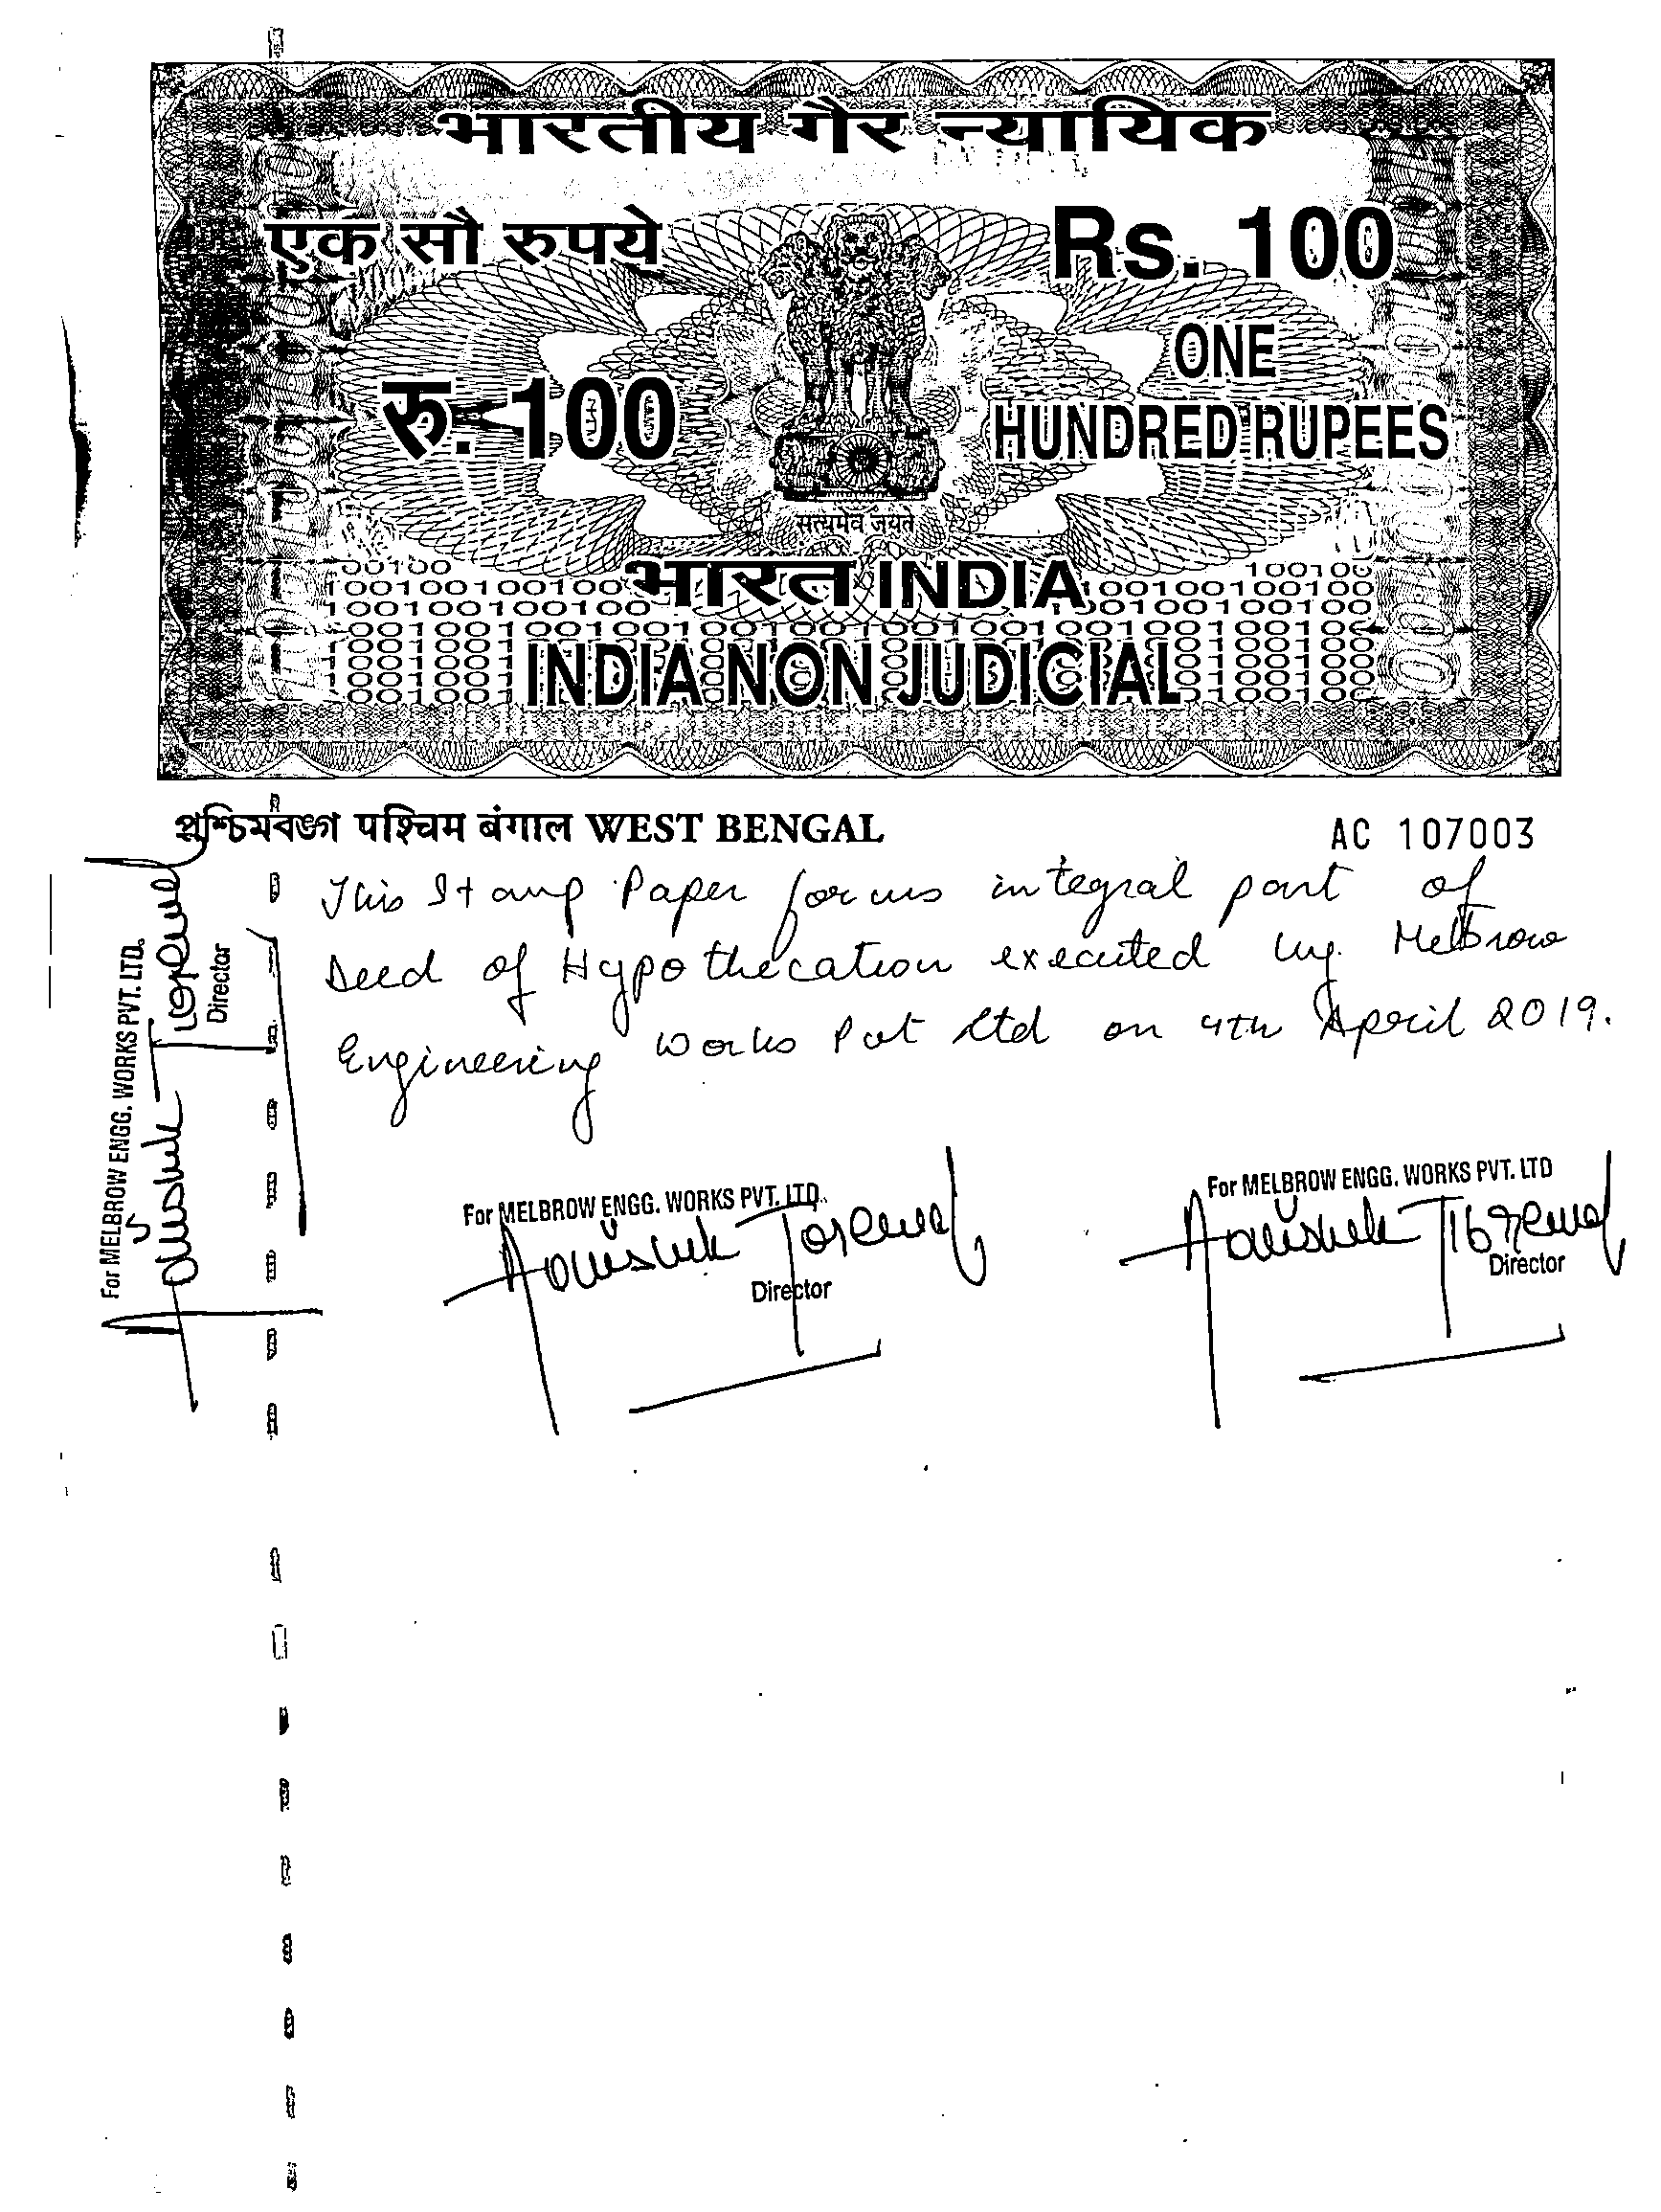 भारतीय गैर न्यायिक
एक सौ रुपये
Rs. 100
रु. 100
ONE
HUNDRED RUPEES
सत्यमेव जयते
भारत INDIA
INDIA NON JUDICIAL
পশ্চিমবঙ্গ पश्चिम बंगाल WEST BENGAL
AC 107003
This Stamp Paper forms integral part of
Deed of Hypothecation executed by Melbrow
Engineering Works Pvt Ltd on 4th April 2019.
For MELBROW ENGG. WORKS PVT. LTD.
Director
For MELBROW ENGG. WORKS PVT. LTD.
Director
For MELBROW ENGG. WORKS PVT. LTD
Director